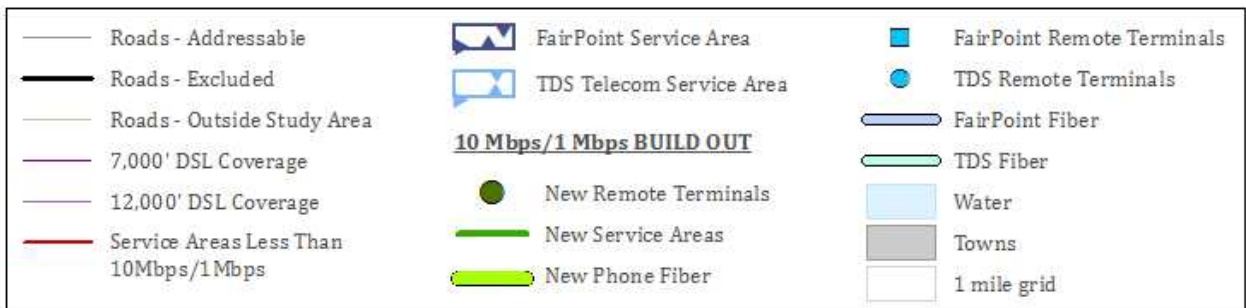 Roads - Addressable
Roads - Excluded
Roads - Outside Study Area
7,000' DSL Coverage
12,000' DSL Coverage
Service Areas Less Than
10Mbps/1Mbps
FairPoint Service Area
TDS Telecom Service Area
10 Mbps/1 Mbps BUILD OUT
New Remote Terminals
New Service Areas
New Phone Fiber
FairPoint Remote Terminals
TDS Remote Terminals
FairPoint Fiber
TDS Fiber
Water
Towns
1 mile grid